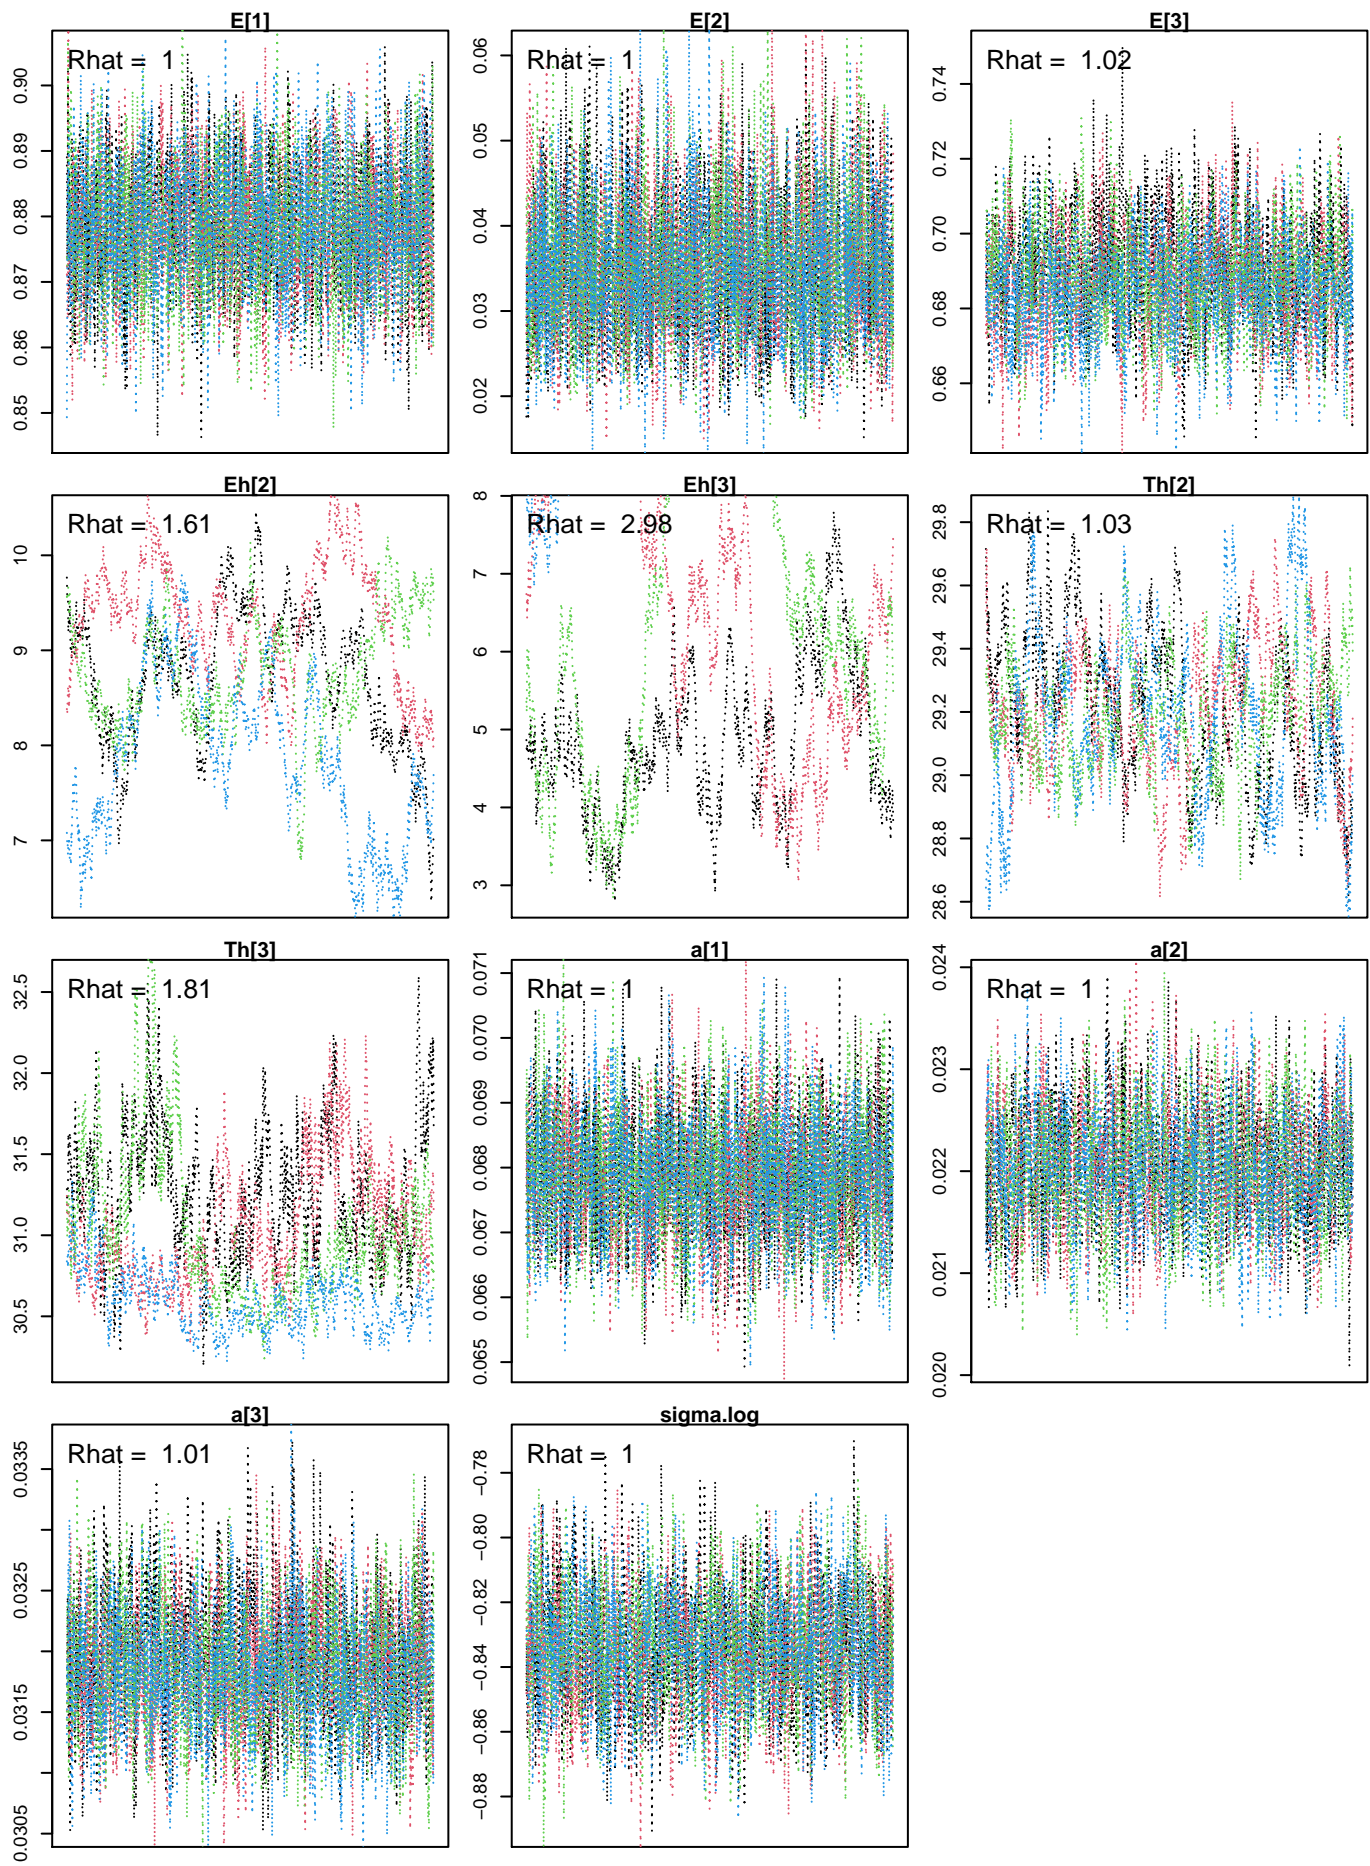 E[1]
Rhat = 1
0.85 0.86 0.87 0.88 0.89 0.90
E[2]
Rhat = 1
0.02 0.03 0.04 0.05 0.06
E[3]
Rhat = 1.02
0.66 0.68 0.70 0.72 0.74
Eh[2]
Rhat = 1.61
7 8 9 10
Eh[3]
Rhat = 2.98
3 4 5 6 7 8
Th[2]
Rhat = 1.03
28.6 28.8 29.0 29.2 29.4 29.6 29.8
Th[3]
Rhat = 1.81
30.5 31.0 31.5 32.0 32.5
a[1]
Rhat = 1
0.065 0.066 0.067 0.068 0.069 0.070 0.071
a[2]
Rhat = 1
0.020 0.021 0.022 0.023 0.024
a[3]
Rhat = 1.01
0.0305 0.0315 0.0325 0.0335
sigma.log
Rhat = 1
−0.88 −0.86 −0.84 −0.82 −0.80 −0.78